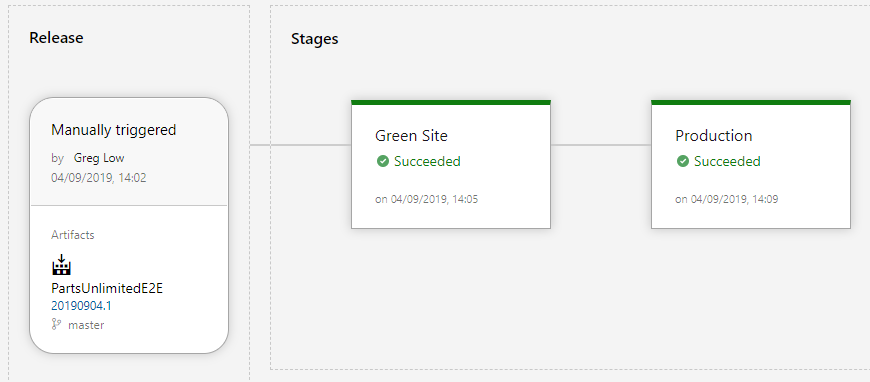 Release
Manually triggered
by Greg Low
04/09/2019, 14:02
Artifacts
PartsUnlimitedE2E
20190904.1
master
Stages
Green Site
Succeeded
on 04/09/2019, 14:05
Production
Succeeded
on 04/09/2019, 14:09